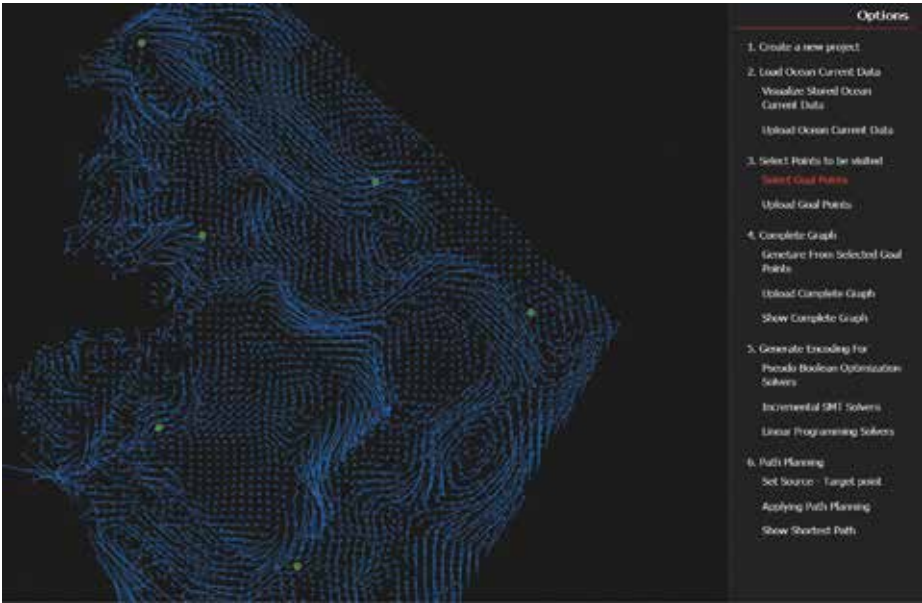 Options
1. Create a new project
2. Load Ocean Current Data
Visualize Stored Ocean
Current Data
Upload Ocean Current Data
3. Select Points to be visited
Select Goal Points
Upload Goal Points
4. Complete Graph
Genetare From Selected Goal
Points
Upload Complete Graph
Show Complete Graph
5. Generate Encoding For
Pseudo Boolean Optimization
Solvers
Incremental SMT Solvers
Linear Programming Solvers
6. Path Planning
Set Source - Target point
Applying Path Planning
Show Shortest Path